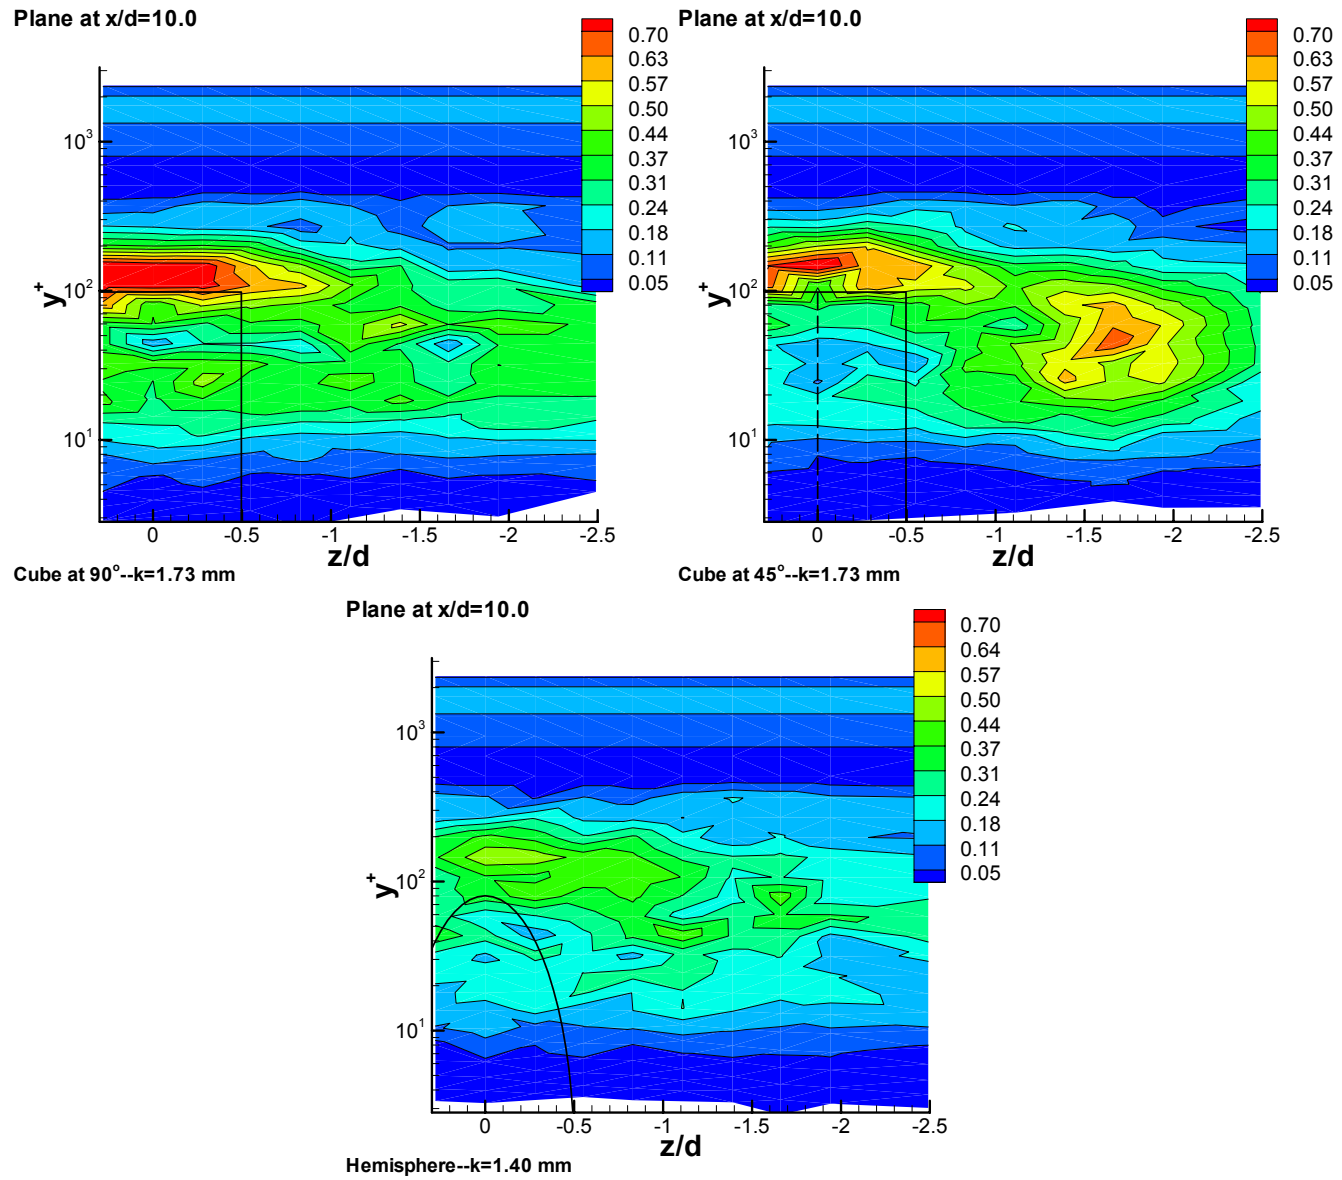 Plane at x/d=10.0
0.70
0.63
0.57
0.50
0.44
0.37
0.31
0.24
0.18
0.11
0.05
10³
10²
10¹
y⁺
0 -0.5 -1 -1.5 -2 -2.5
z/d
Cube at 90°--k=1.73 mm
Plane at x/d=10.0
0.70
0.63
0.57
0.50
0.44
0.37
0.31
0.24
0.18
0.11
0.05
10³
10²
10¹
y⁺
0 -0.5 -1 -1.5 -2 -2.5
z/d
Cube at 45°--k=1.73 mm
Plane at x/d=10.0
0.70
0.64
0.57
0.50
0.44
0.37
0.31
0.24
0.18
0.11
0.05
10³
10²
10¹
y⁺
0 -0.5 -1 -1.5 -2 -2.5
z/d
Hemisphere--k=1.40 mm